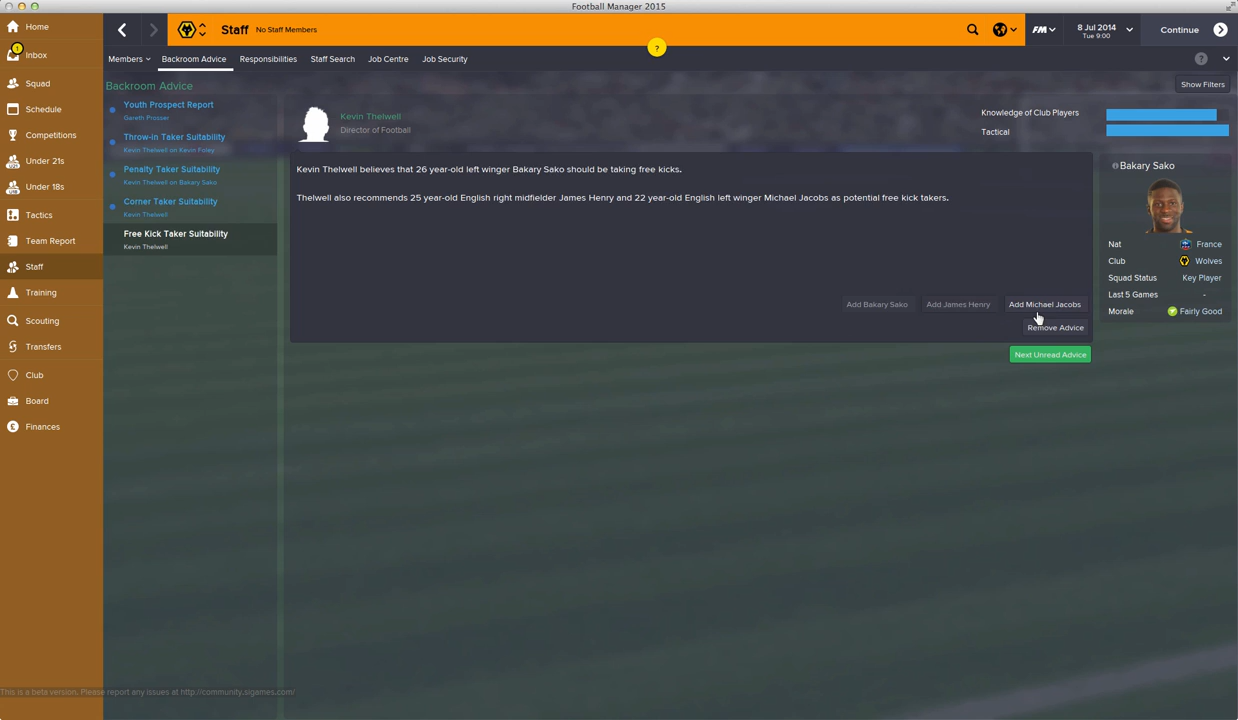 Football Manager 2015
Home
1
Inbox
Squad
Schedule
Competitions
Under 21s
Under 18s
Tactics
Team Report
Staff
Training
Scouting
Transfers
Club
Board
Finances
Staff No Staff Members
?
FM
8 Jul 2014
Tue 9:00
Continue
Members
Backroom Advice
Responsibilities
Staff Search
Job Centre
Job Security
?
Backroom Advice
Show Filters
Youth Prospect Report
Gareth Prosser
Throw-in Taker Suitability
Kevin Thelwell on Kevin Foley
Penalty Taker Suitability
Kevin Thelwell on Bakary Sako
Corner Taker Suitability
Kevin Thelwell
Free Kick Taker Suitability
Kevin Thelwell
Kevin Thelwell
Director of Football
Knowledge of Club Players
Tactical
Kevin Thelwell believes that 26 year-old left winger Bakary Sako should be taking free kicks.
Thelwell also recommends 25 year-old English right midfielder James Henry and 22 year-old English left winger Michael Jacobs as potential free kick takers.
Add Bakary Sako
Add James Henry
Add Michael Jacobs
Remove Advice
Next Unread Advice
Bakary Sako
Nat France
Club Wolves
Squad Status Key Player
Last 5 Games -
Morale Fairly Good
This is a beta version. Please report any issues at http://community.sigames.com/